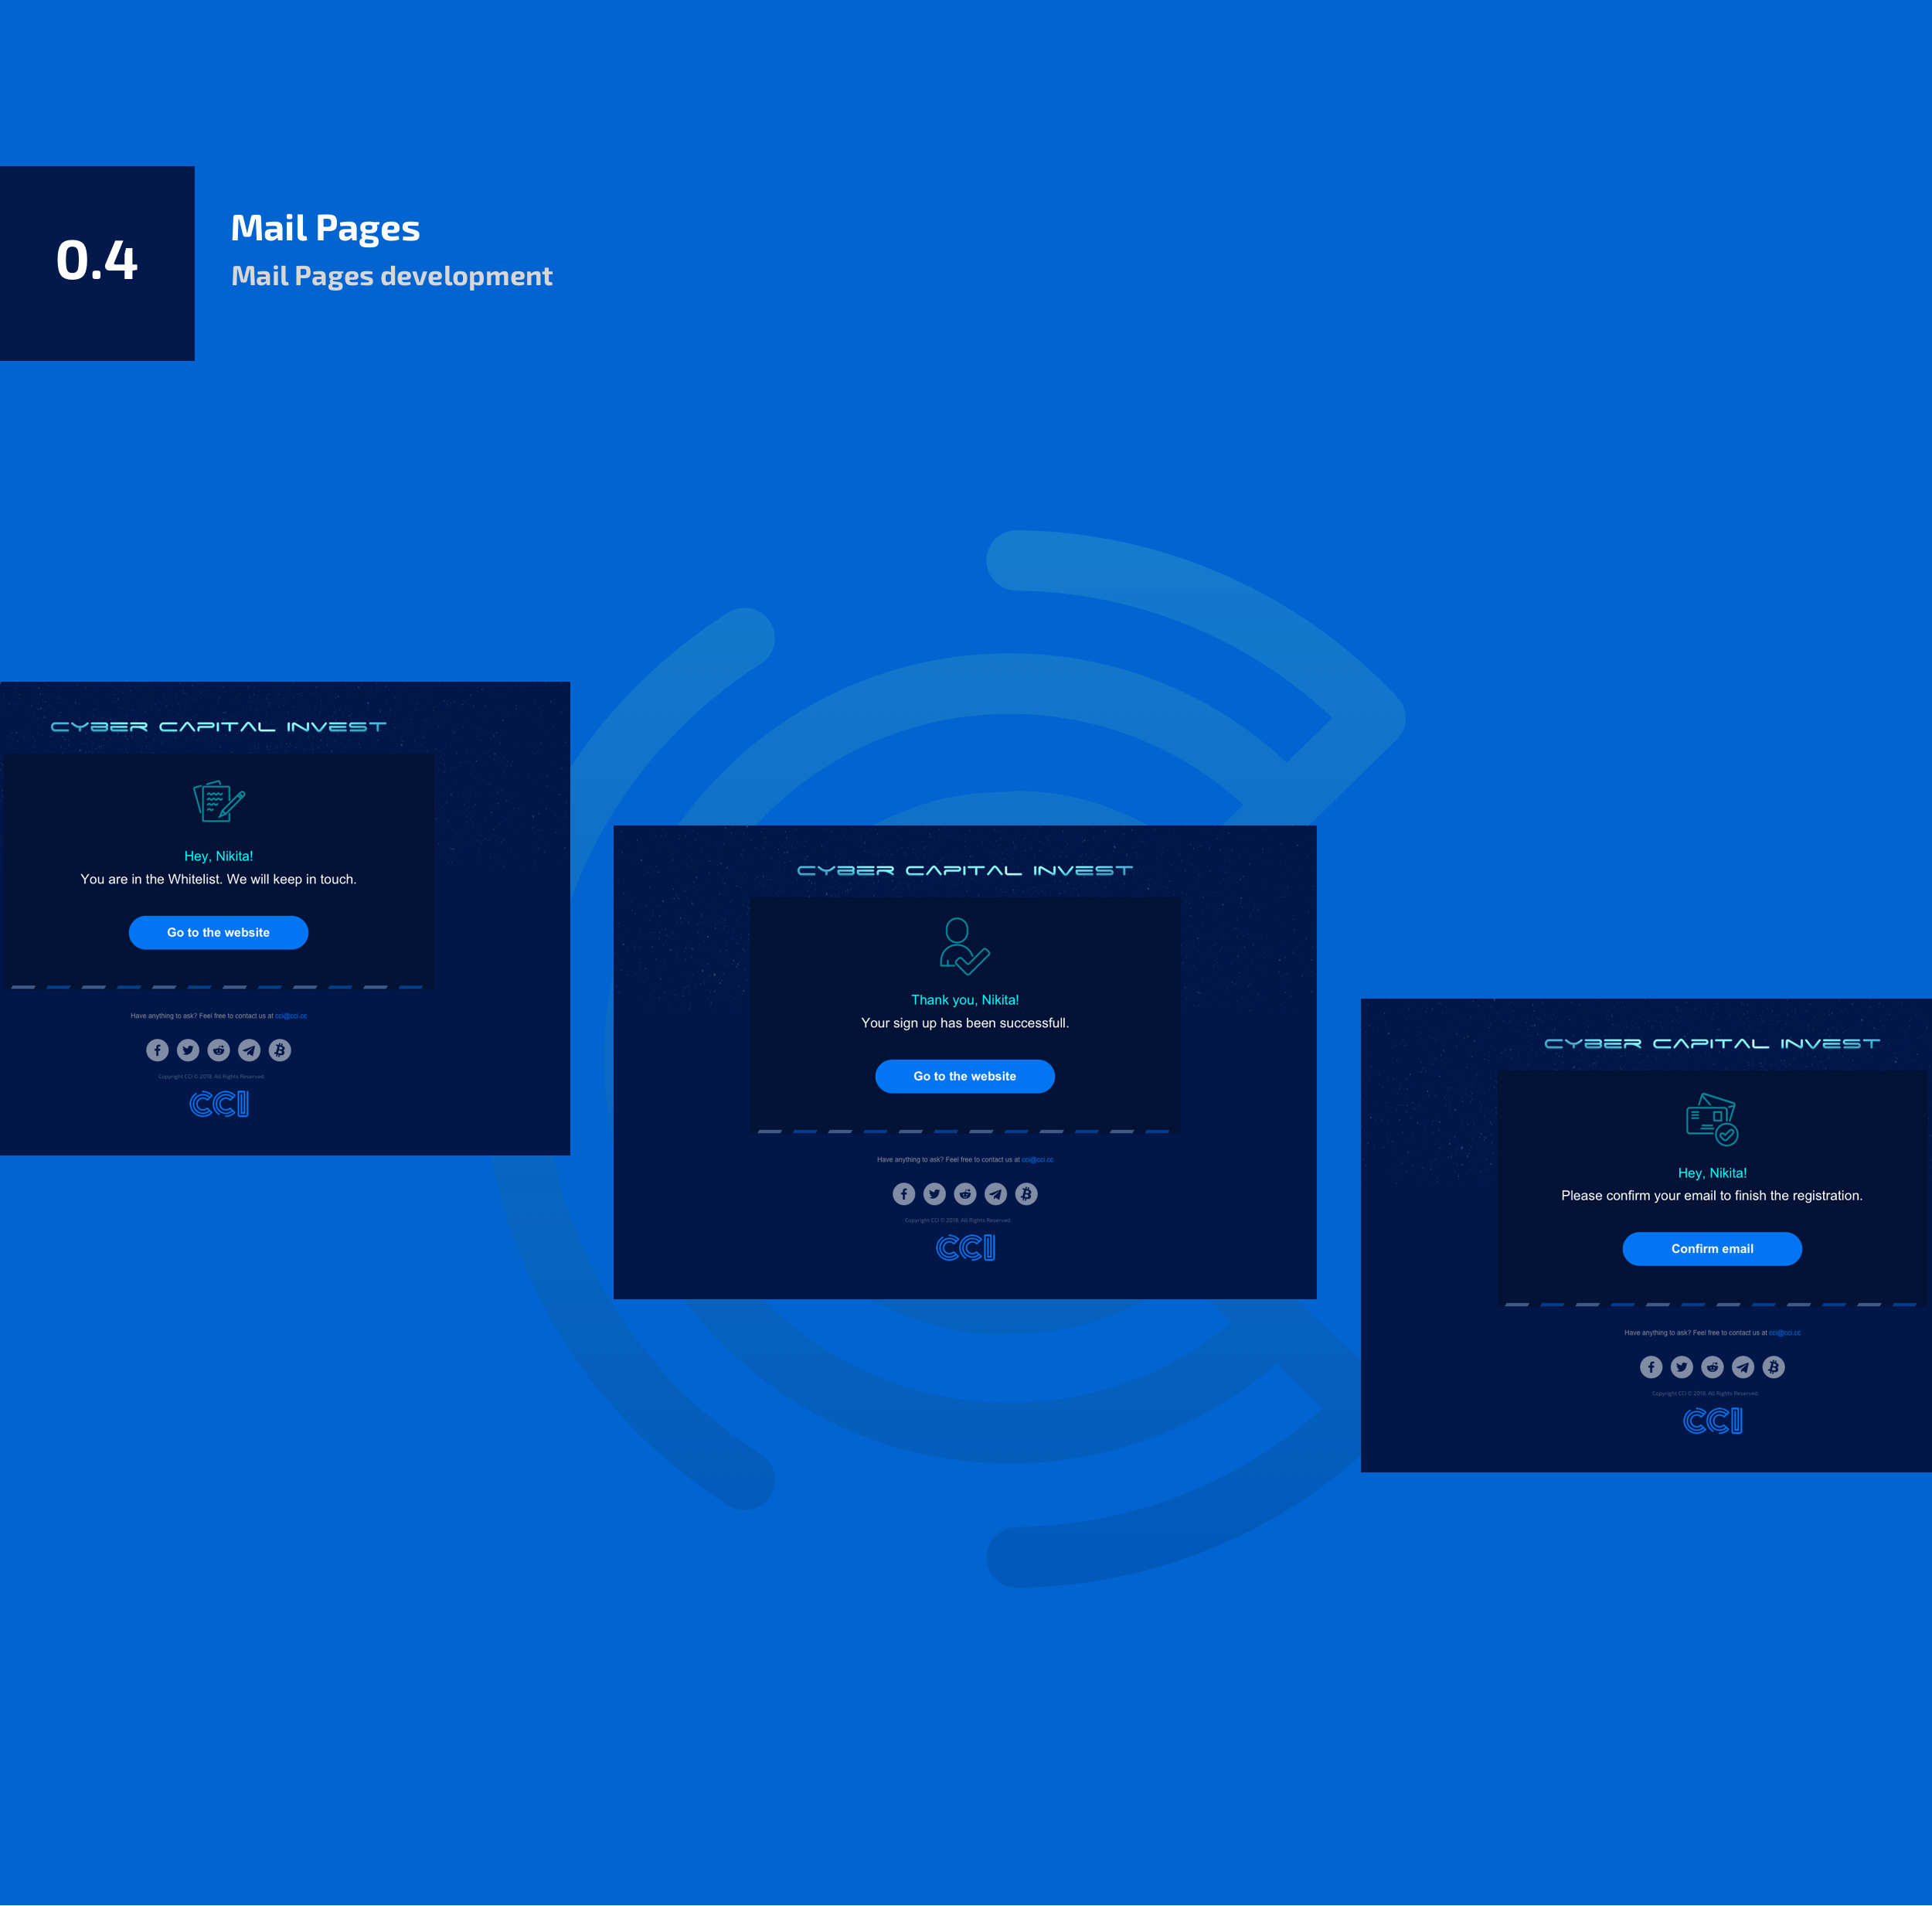 0.4
Mail Pages
Mail Pages development
CYBER CAPITAL INVEST
Hey, Nikita!
You are in the Whitelist. We will keep in touch.
Go to the website
Have anything to ask? Feel free to contact us at cci@cci.cc
Copyright CCI © 2018. All Rights Reserved.
CCI
CYBER CAPITAL INVEST
Thank you, Nikita!
Your sign up has been successfull.
Go to the website
Have anything to ask? Feel free to contact us at cci@cci.cc
Copyright CCI © 2018. All Rights Reserved.
CCI
CYBER CAPITAL INVEST
Hey, Nikita!
Please confirm your email to finish the registration.
Confirm email
Have anything to ask? Feel free to contact us at cci@cci.cc
Copyright CCI © 2018. All Rights Reserved.
CCI